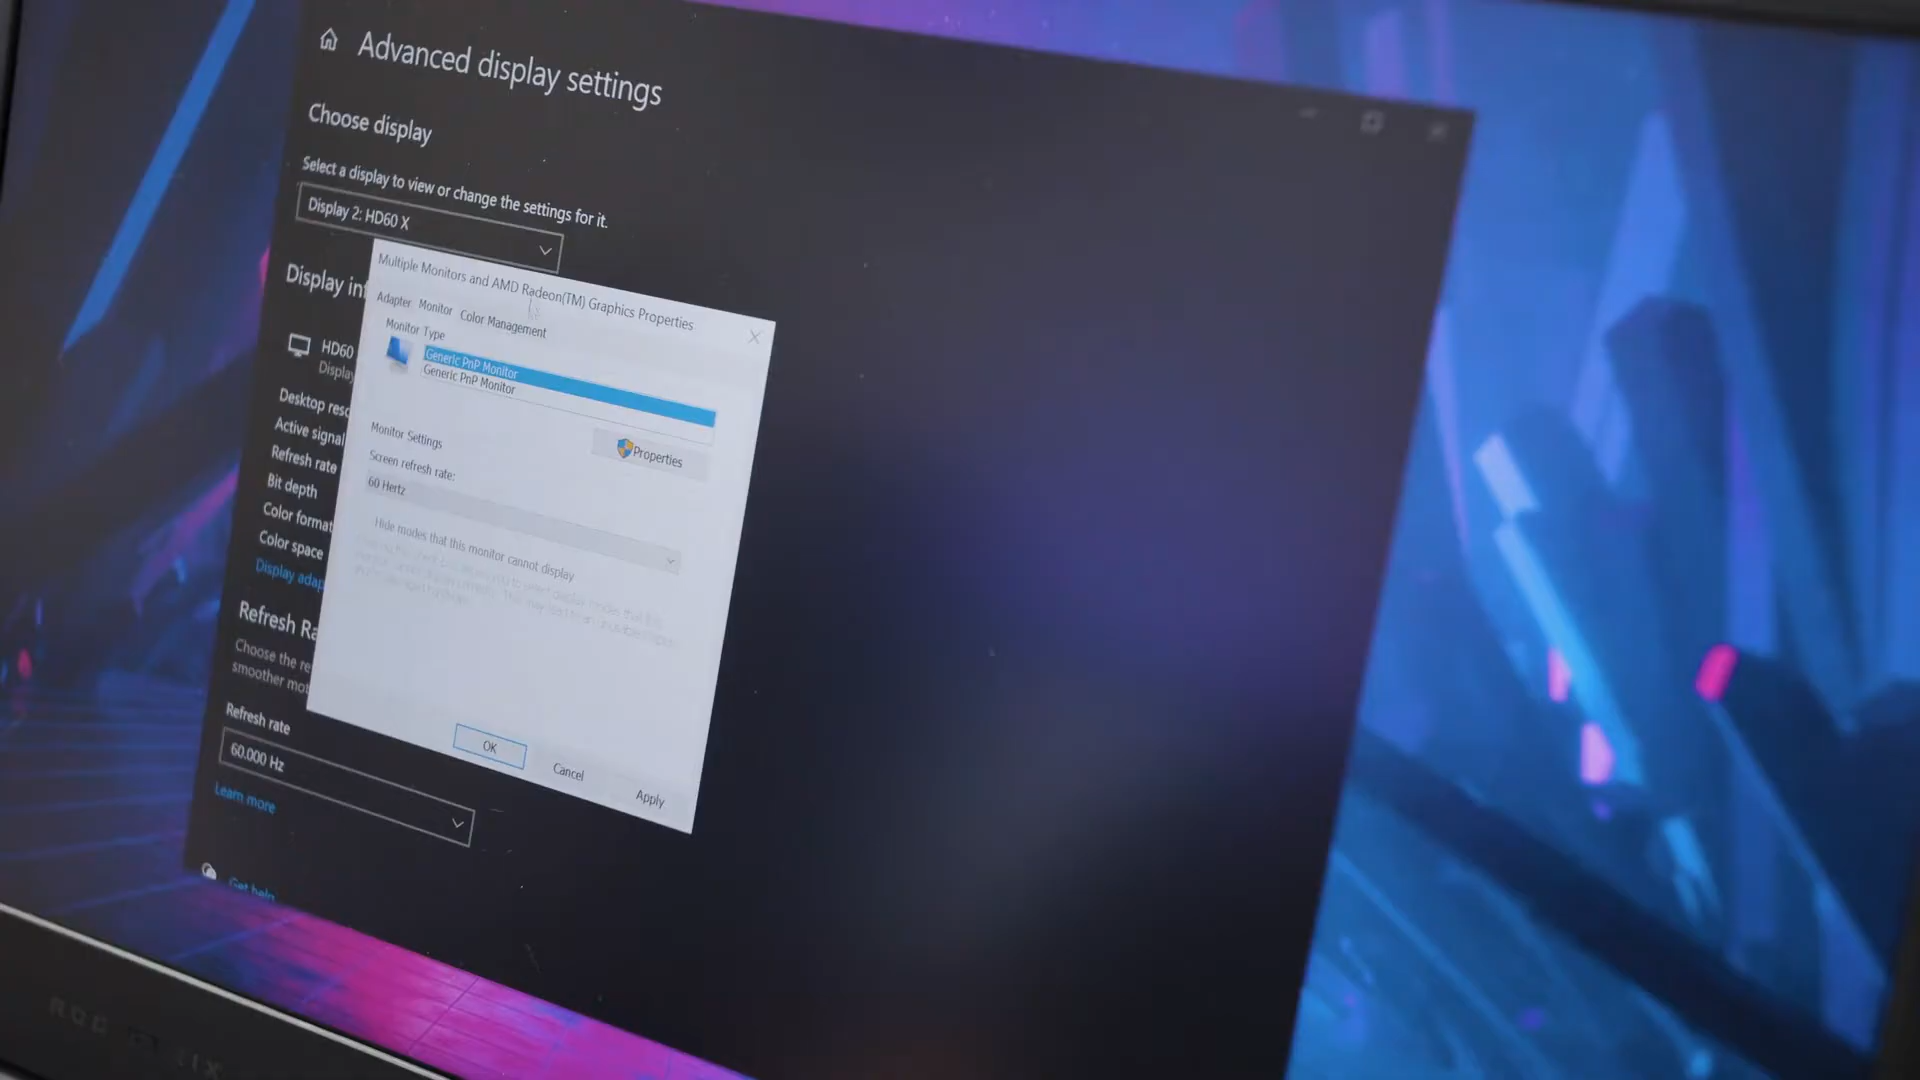 Advanced display settings
Choose display
Select a display to view or change the settings for it.
Display 2: HD60 X
Multiple Monitors and AMD Radeon(TM) Graphics Properties
Adapter Monitor Color Management
Monitor Type
Generic PnP Monitor
Generic PnP Monitor
Properties
Monitor Settings
Screen refresh rate:
60 Hertz
Hide modes that this monitor cannot display
OK
Cancel
Apply
Display in
HD60
Display
Desktop reso
Active signal
Refresh rate
Bit depth
Color format
Color space
Display adap
Refresh Ra
Choose the re
smoother mot
Refresh rate
60.000 Hz
Learn more
Get help